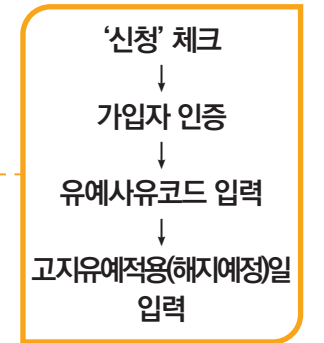 ‘신청’ 체크
↓
가입자 인증
↓
유예사유코드 입력
↓
고지유예적용(해지예정)일
입력